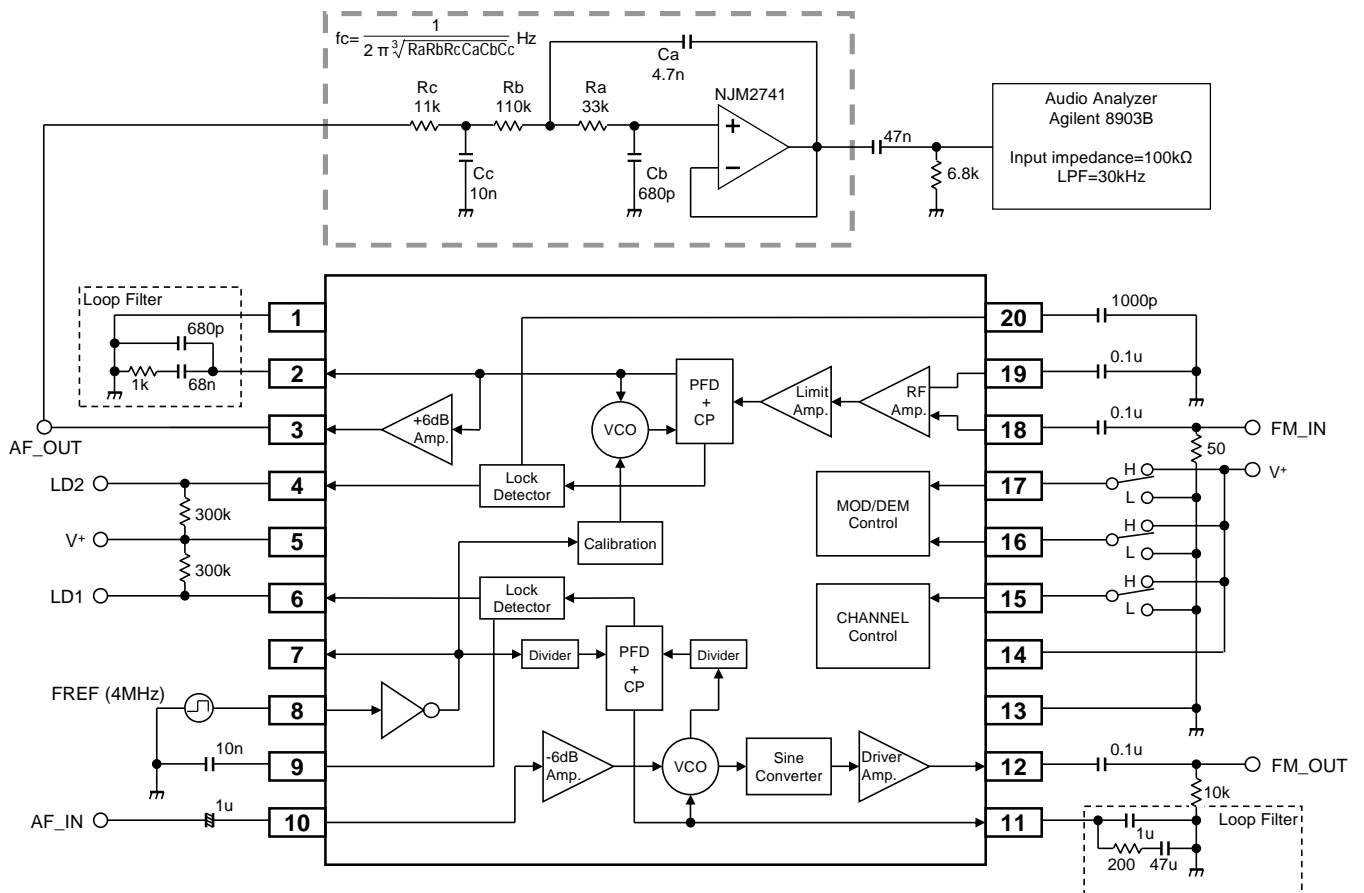 fc= 1
2 π ³√RaRbRcCaCbCc Hz
Ca
4.7n
Rc
11k
Rb
110k
Ra
33k
NJM2741
+
−
Cc
10n
Cb
680p
47n
6.8k
Audio Analyzer
Agilent 8903B
Input impedance=100kΩ
LPF=30kHz
Loop Filter
680p
1k
68n
AF_OUT
LD2
300k
V+
300k
LD1
FREF (4MHz)
10n
1u
AF_IN
1
2
3
4
5
6
7
8
9
10
+6dB
Amp.
VCO
PFD
+
CP
Limit
Amp.
RF
Amp.
Lock
Detector
Calibration
MOD/DEM
Control
Lock
Detector
CHANNEL
Control
Divider
PFD
+
CP
Divider
-6dB
Amp.
VCO
Sine
Converter
Driver
Amp.
20
19
18
17
16
15
14
13
12
11
1000p
0.1u
0.1u
FM_IN
50
H
L
V+
H
L
H
L
0.1u
FM_OUT
10k
Loop Filter
1u
200
47u